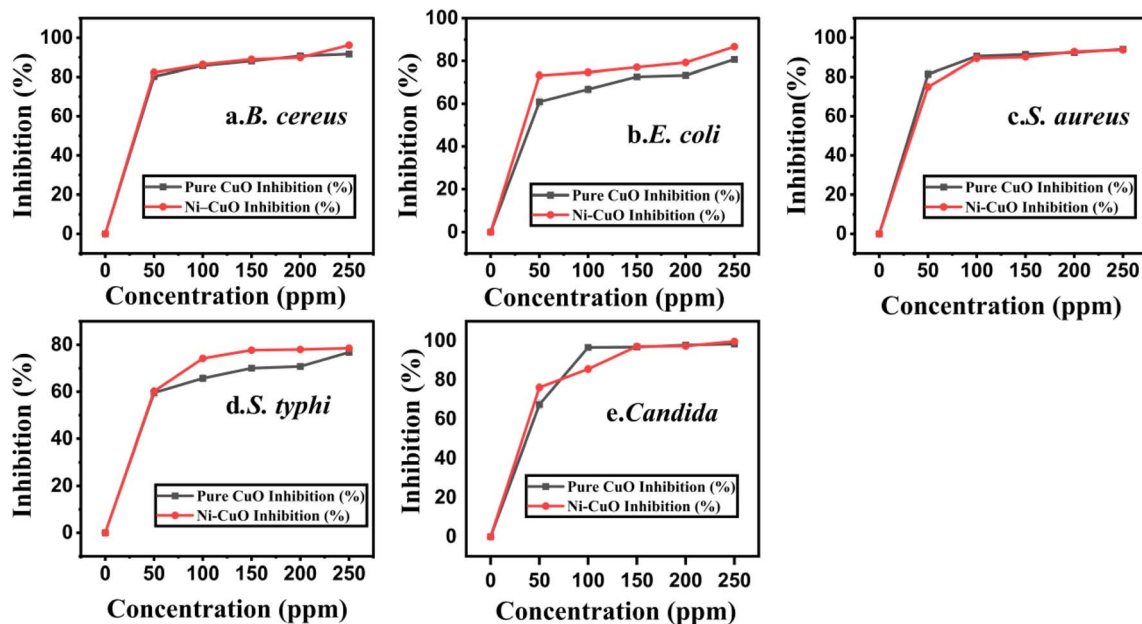 Inhibition (%)
100
80
60
40
20
0
a.B. cereus
Pure CuO Inhibition (%)
Ni–CuO Inhibition (%)
0 50 100 150 200 250
Concentration (ppm)
Inhibition (%)
100
80
60
40
20
0
b.E. coli
Pure CuO Inhibition (%)
Ni-CuO Inhibition (%)
0 50 100 150 200 250
Concentration (ppm)
Inhibition(%)
100
80
60
40
20
0
c.S. aureus
Pure CuO Inhibition (%)
Ni-CuO Inhibition (%)
0 50 100 150 200 250
Concentration (ppm)
Inhibition (%)
80
60
40
20
0
d.S. typhi
Pure CuO Inhibition (%)
Ni-CuO Inhibition (%)
0 50 100 150 200 250
Concentration (ppm)
Inhibition (%)
100
80
60
40
20
0
e.Candida
Pure CuO Inhibition (%)
Ni-CuO Inhibition (%)
0 50 100 150 200 250
Concentration (ppm)